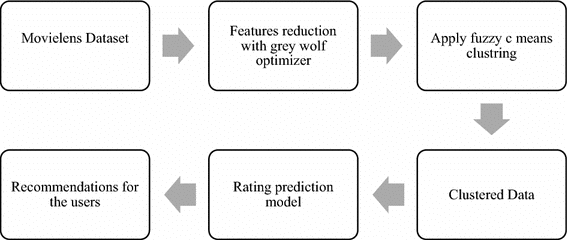 Movielens Dataset
Features reduction
with grey wolf
optimizer
Apply fuzzy c means
clustring
Recommendations for
the users
Rating prediction
model
Clustered Data